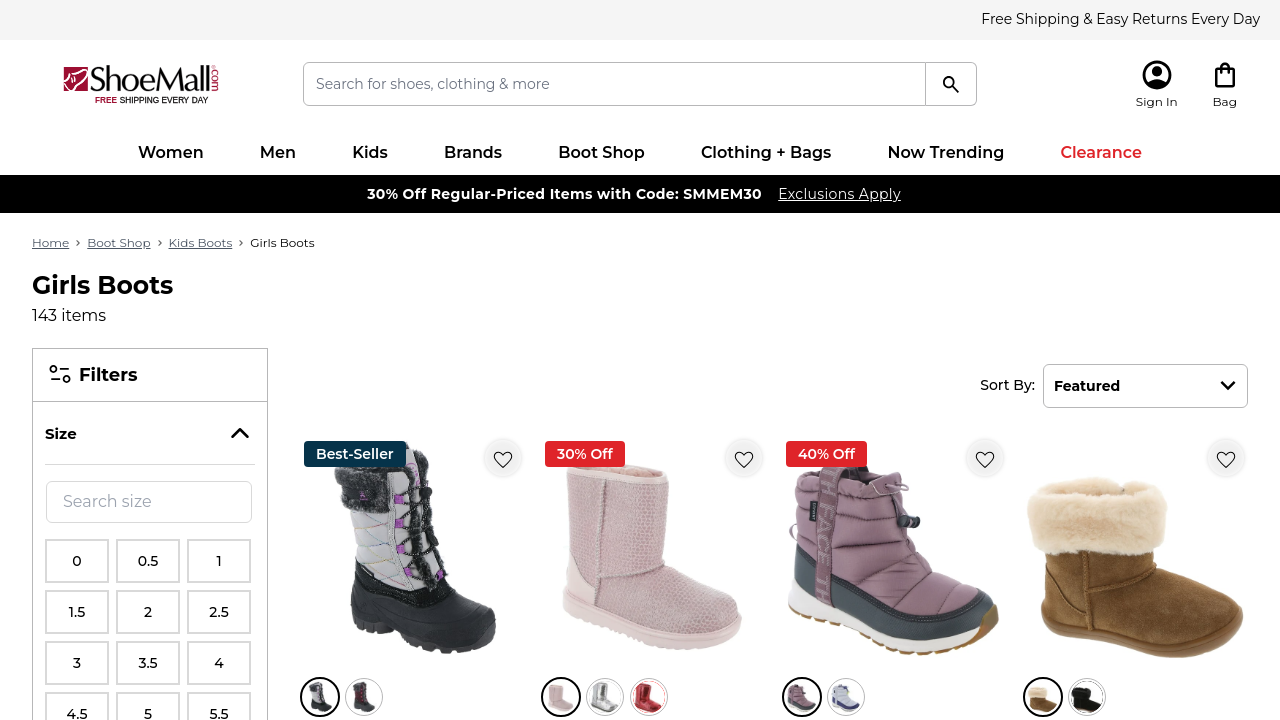 Free Shipping & Easy Returns Every Day
ShoeMall.com
FREE SHIPPING EVERY DAY
Search for shoes, clothing & more
Sign In
Bag
Women
Men
Kids
Brands
Boot Shop
Clothing + Bags
Now Trending
Clearance
30% Off Regular-Priced Items with Code: SMMEM30 Exclusions Apply
Home > Boot Shop > Kids Boots > Girls Boots
Girls Boots
143 items
Filters
Sort By: Featured
Size
Search size
0 0.5 1
1.5 2 2.5
3 3.5 4
4.5 5 5.5
Best-Seller
30% Off
40% Off